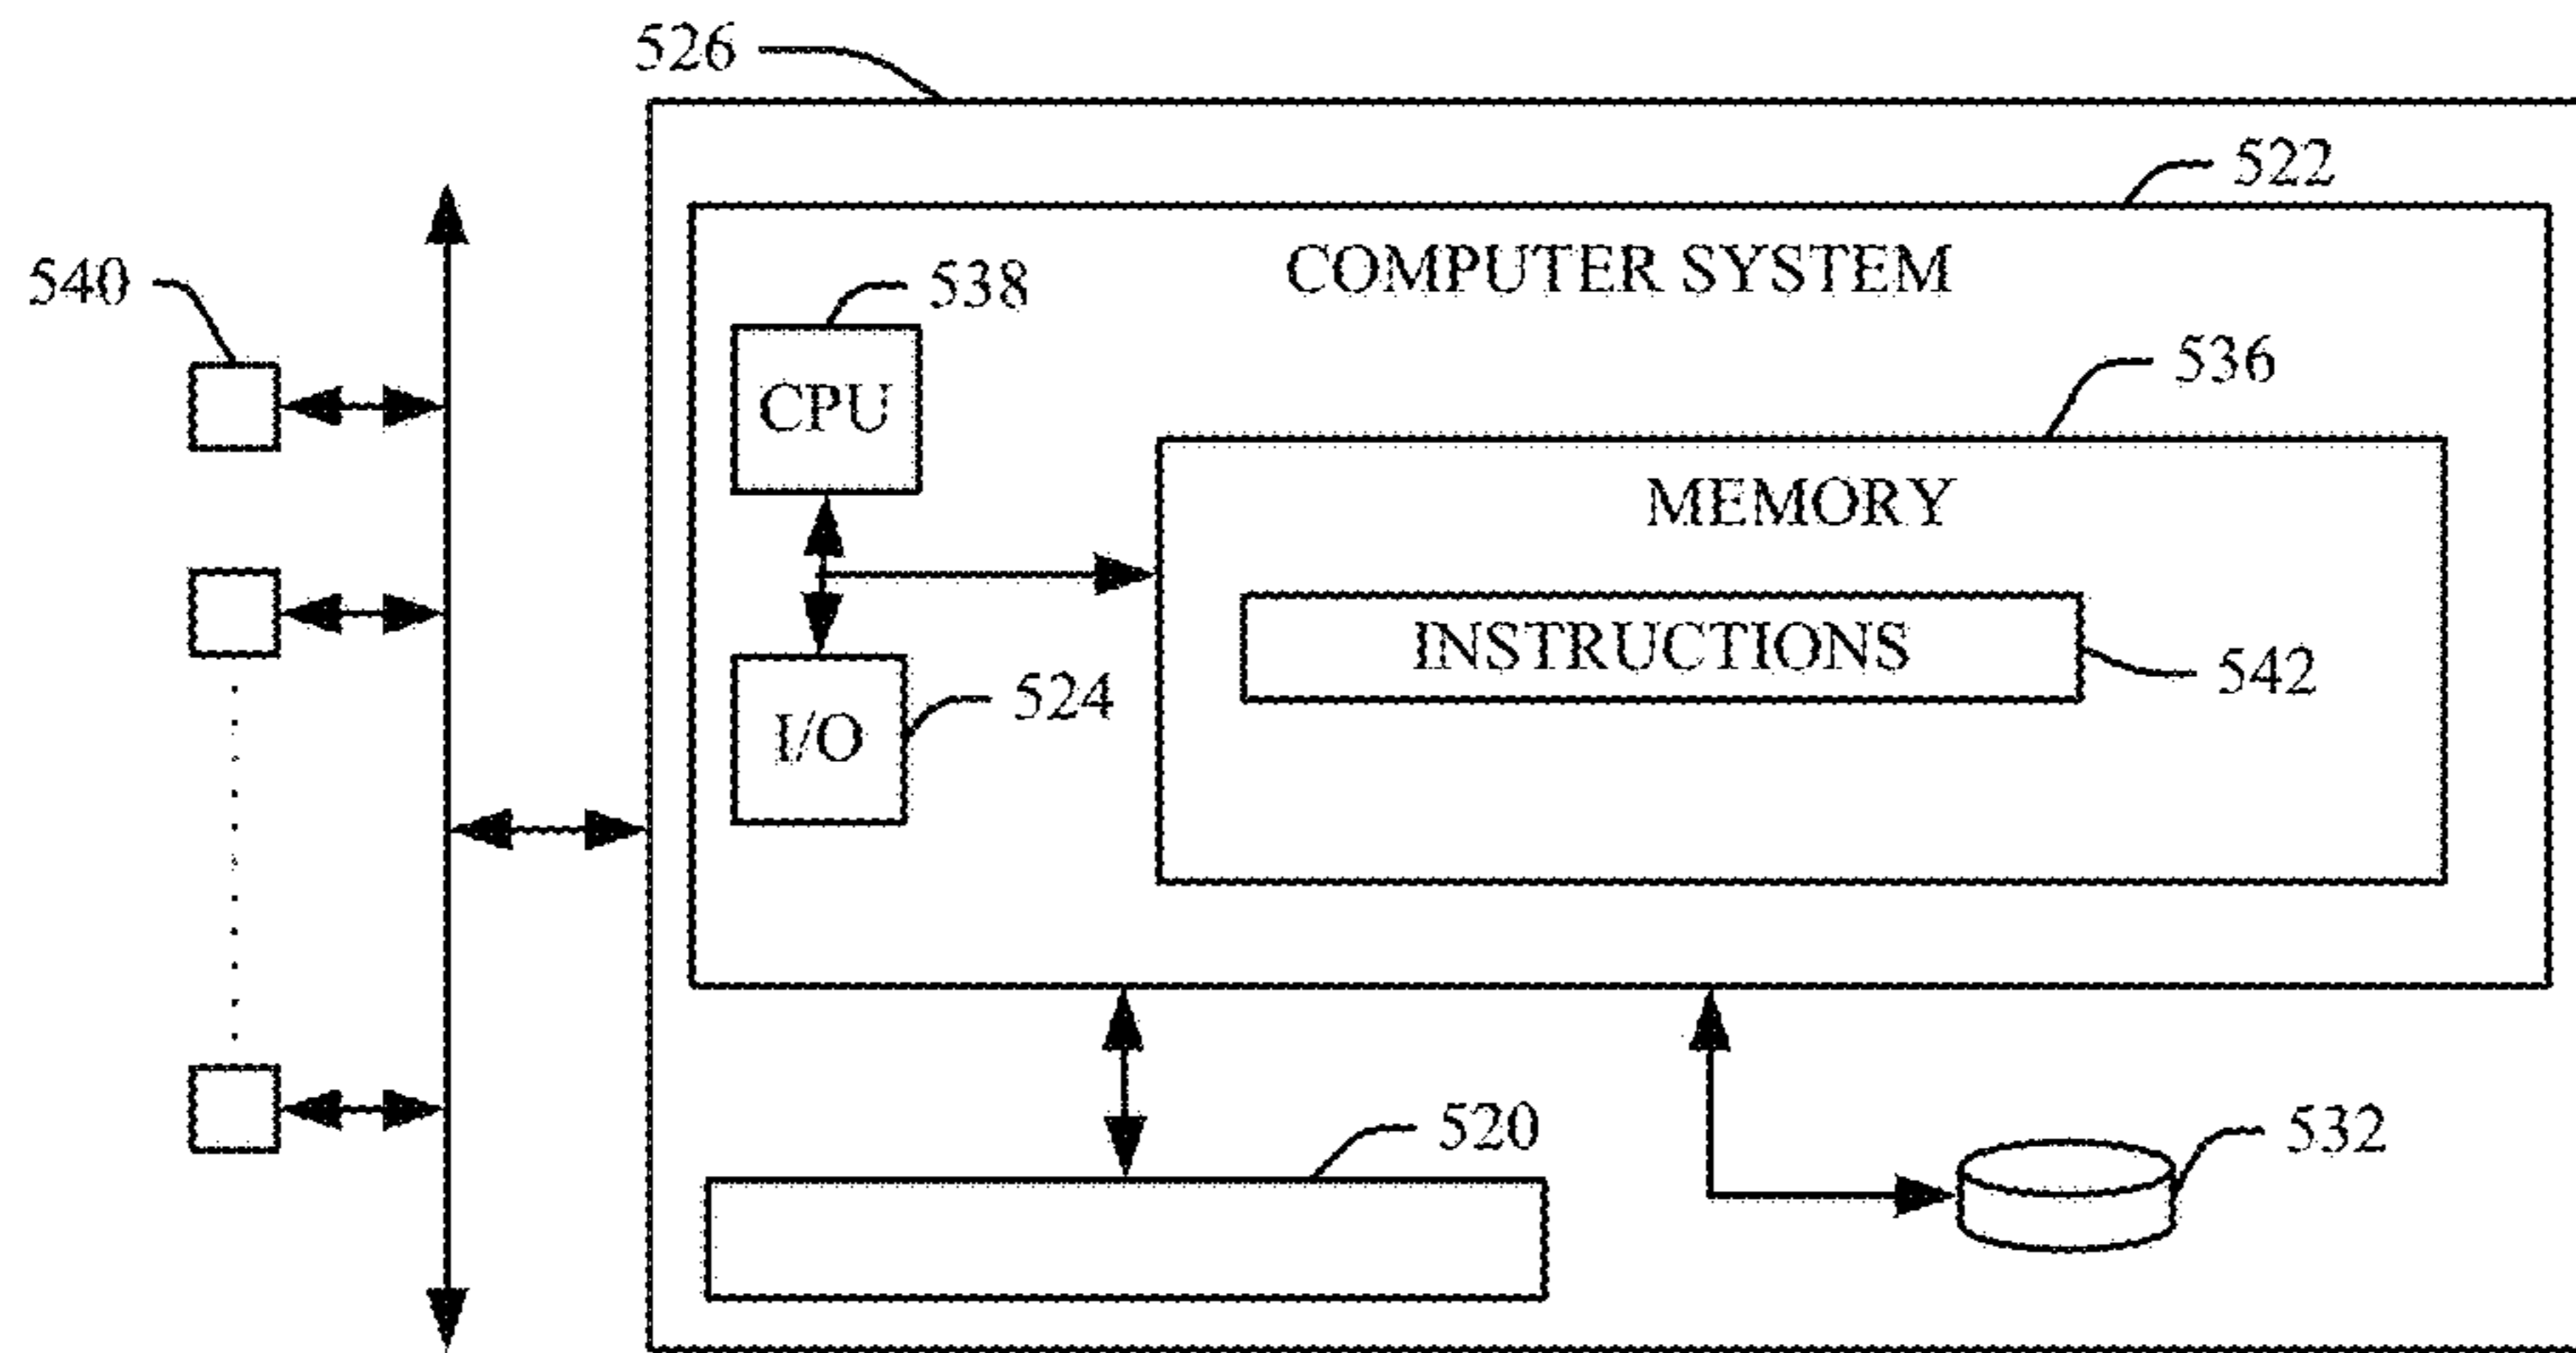 526
522
COMPUTER SYSTEM
540
538
CPU
536
MEMORY
INSTRUCTIONS
542
524
I/O
520
532